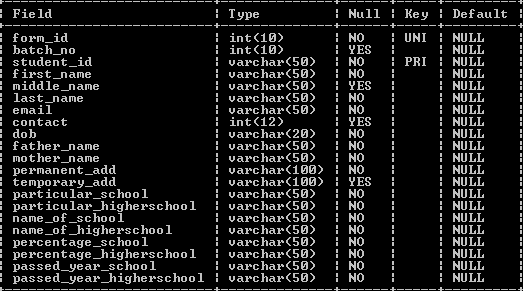 Field Type Null Key Default
form_id int(10) NO UNI NULL
batch_no int(10) YES NULL
student_id varchar(50) NO PRI NULL
first_name varchar(50) NO NULL
middle_name varchar(50) YES NULL
last_name varchar(50) NO NULL
email varchar(50) NO NULL
contact int(12) YES NULL
dob varchar(20) NO NULL
father_name varchar(50) NO NULL
mother_name varchar(50) NO NULL
permanent_add varchar(100) NO NULL
temporary_add varchar(100) YES NULL
particular_school varchar(50) NO NULL
particular_higherschool varchar(50) NO NULL
name_of_school varchar(50) NO NULL
name_of_higherschool varchar(50) NO NULL
percentage_school varchar(50) NO NULL
percentage_higherschool varchar(50) NO NULL
passed_year_school varchar(50) NO NULL
passed_year_higherschool varchar(50) NO NULL